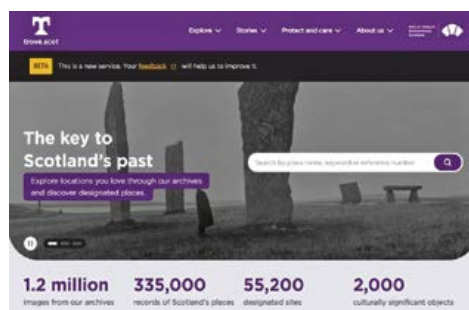 T
trove.scot
Explore Stories Protect and care About us
BETA This is a new service. Your feedback will help us to improve it.
The key to
Scotland's past
Search by place name, keyword or reference number
Explore locations you love through our archives
and discover designated places.
1.2 million 335,000 55,200 2,000
images from our archives records of Scotland's places designated sites culturally significant objects